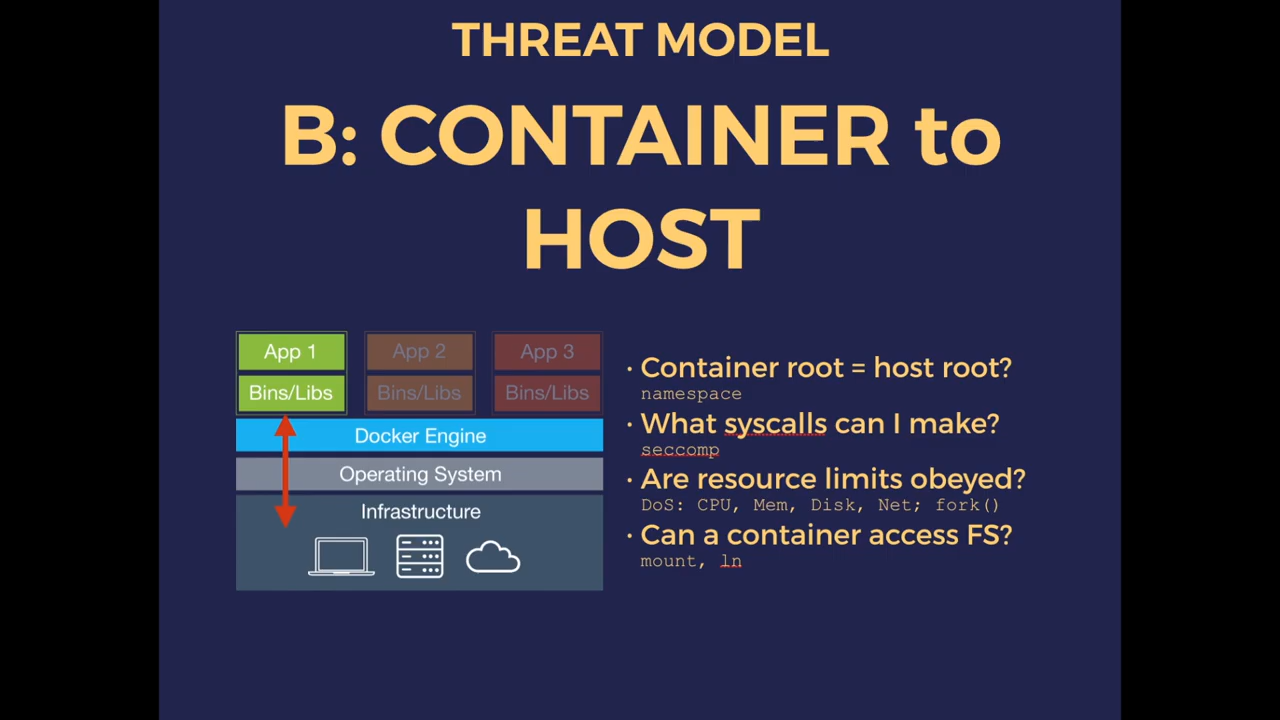 THREAT MODEL
B: CONTAINER to
HOST
App 1
App 2
App 3
Bins/Libs
Bins/Libs
Bins/Libs
Docker Engine
Operating System
Infrastructure
· Container root = host root?
namespace
· What syscalls can I make?
seccomp
· Are resource limits obeyed?
DoS: CPU, Mem, Disk, Net; fork()
· Can a container access FS?
mount, ln